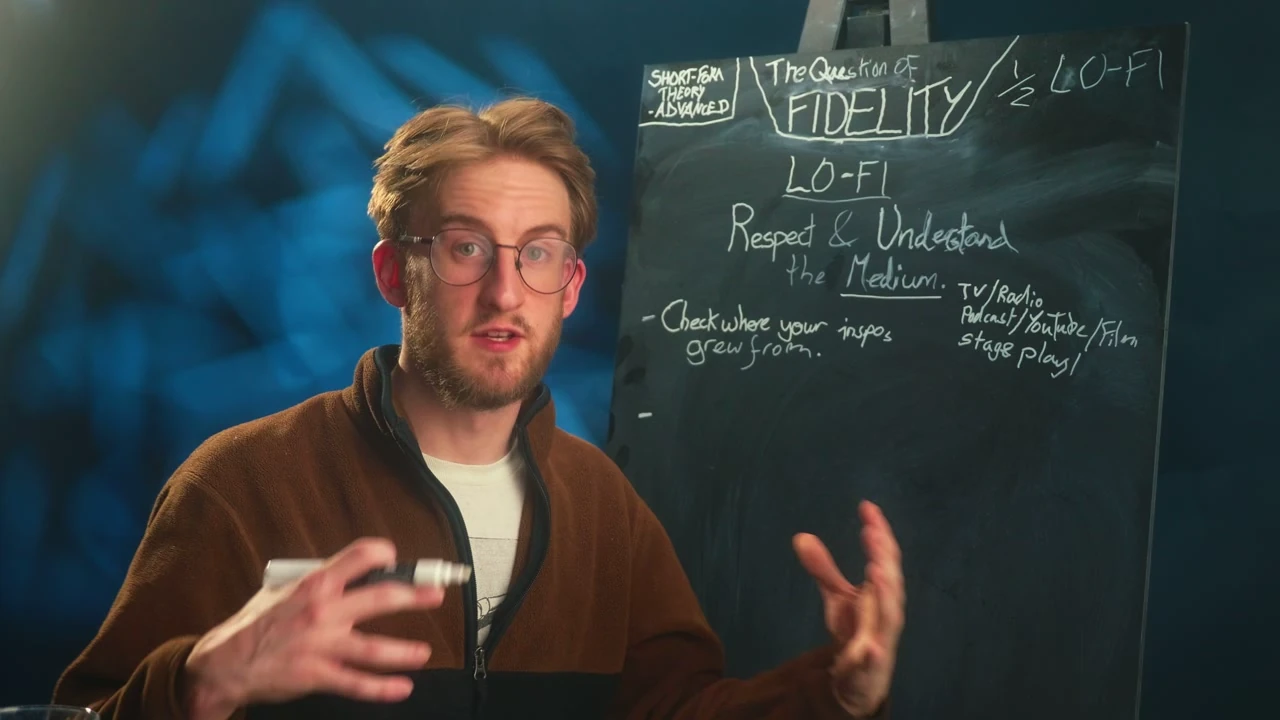 SHORT-FORM
THEORY
- ADVANCED
The Question of
FIDELITY
1/2 LO-FI
LO-FI
Respect & Understand
the Medium.
- Check where your inspos
grew from.
TV/Radio
Podcast/YouTube/Film
stage plays/
-